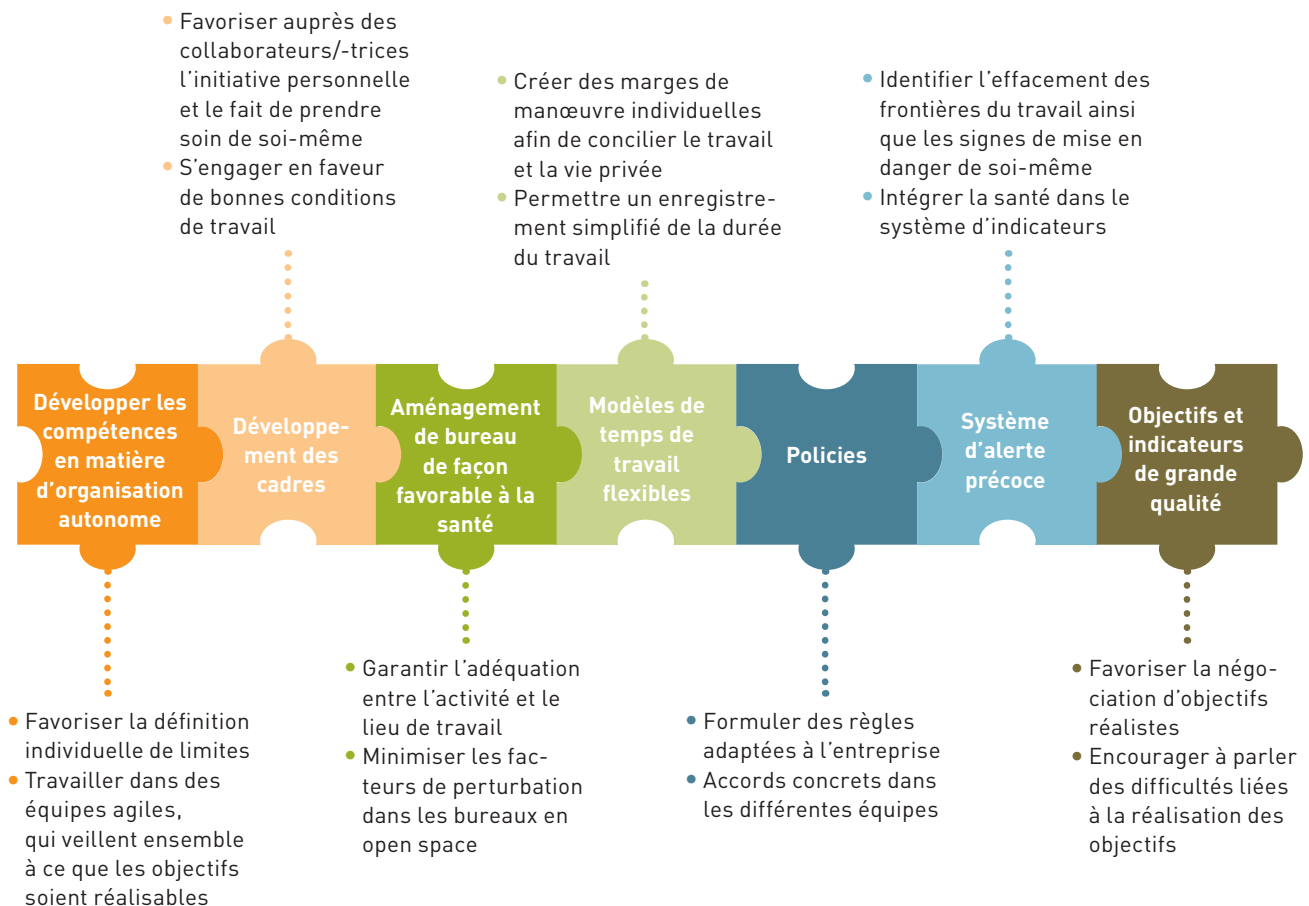 • Favoriser auprès des
collaborateurs/-trices
l'initiative personnelle
et le fait de prendre
soin de soi-même
• S'engager en faveur
de bonnes conditions
de travail
• Créer des marges de
manœuvre individuelles
afin de concilier le travail
et la vie privée
• Permettre un enregistre-
ment simplifié de la durée
du travail
• Identifier l'effacement des
frontières du travail ainsi
que les signes de mise en
danger de soi-même
• Intégrer la santé dans le
système d'indicateurs
Développer les
compétences
en matière
d'organisation
autonome
Développe-
ment des
cadres
Aménagement
de bureau
de façon
favorable à la
santé
Modèles de
temps de
travail
flexibles
Policies
Système
d'alerte
précoce
Objectifs et
indicateurs
de grande
qualité
• Favoriser la définition
individuelle de limites
• Travailler dans des
équipes agiles,
qui veillent ensemble
à ce que les objectifs
soient réalisables
• Garantir l'adéquation
entre l'activité et le
lieu de travail
• Minimiser les fac-
teurs de perturbation
dans les bureaux en
open space
• Formuler des règles
adaptées à l'entreprise
• Accords concrets dans
les différentes équipes
• Favoriser la négo-
ciation d'objectifs
réalistes
• Encourager à parler
des difficultés liées
à la réalisation des
objectifs